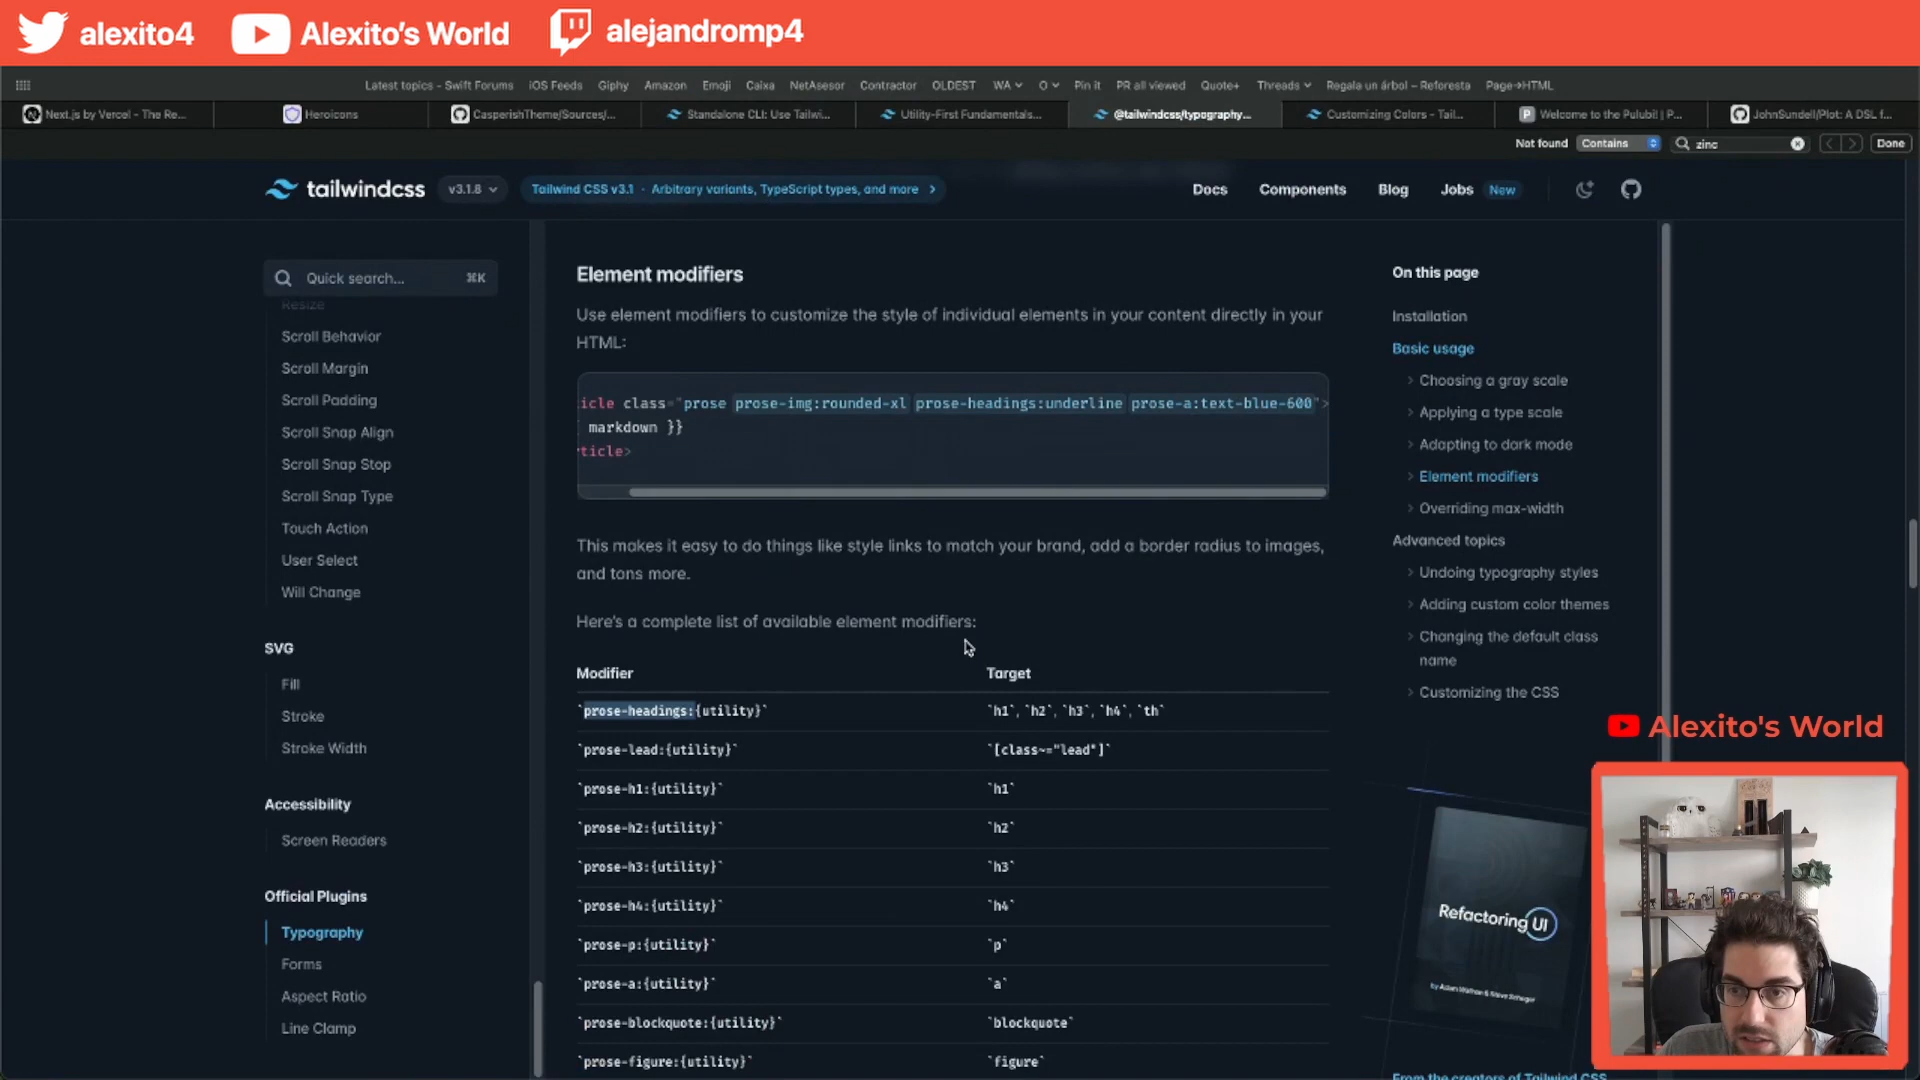 alexito4
Alexito's World
alejandromp4
Latest topics - Swift Forums
iOS Feeds
Giphy
Amazon
Emoji
Caixa
NetAsesor
Contractor
OLDEST
WA
O
Pin it
PR all viewed
Quote+
Threads
Regala un árbol – Reforesta
Page→HTML
Next.js by Vercel - The Re...
Heroicons
CasperishTheme/Sources/...
Standalone CLI: Use Tailwi...
Utility-First Fundamentals...
@tailwindcss/typography...
Customizing Colors - Tail...
Welcome to the Pulubi! | P...
JohnSundell/Plot: A DSL f...
Not found
Contains
zinc
Done
tailwindcss
v3.1.8
Tailwind CSS v3.1 · Arbitrary variants, TypeScript types, and more
Docs
Components
Blog
Jobs
New
Quick search...
⌘K
Resize
Scroll Behavior
Scroll Margin
Scroll Padding
Scroll Snap Align
Scroll Snap Stop
Scroll Snap Type
Touch Action
User Select
Will Change
SVG
Fill
Stroke
Stroke Width
Accessibility
Screen Readers
Official Plugins
Typography
Forms
Aspect Ratio
Line Clamp
Element modifiers
Use element modifiers to customize the style of individual elements in your content directly in your
HTML:
icle class="prose prose-img:rounded-xl prose-headings:underline prose-a:text-blue-600">
markdown }}
ticle>
This makes it easy to do things like style links to match your brand, add a border radius to images,
and tons more.
Here's a complete list of available element modifiers:
Modifier Target
`prose-headings:{utility}` `h1`, `h2`, `h3`, `h4`, `th`
`prose-lead:{utility}` `[class~="lead"]`
`prose-h1:{utility}` `h1`
`prose-h2:{utility}` `h2`
`prose-h3:{utility}` `h3`
`prose-h4:{utility}` `h4`
`prose-p:{utility}` `p`
`prose-a:{utility}` `a`
`prose-blockquote:{utility}` `blockquote`
`prose-figure:{utility}` `figure`
On this page
Installation
Basic usage
Choosing a gray scale
Applying a type scale
Adapting to dark mode
Element modifiers
Overriding max-width
Advanced topics
Undoing typography styles
Adding custom color themes
Changing the default class
name
Customizing the CSS
Alexito's World
Refactoring UI
by Adam Wathan & Steve Schoger
From the creators of Tailwind CSS